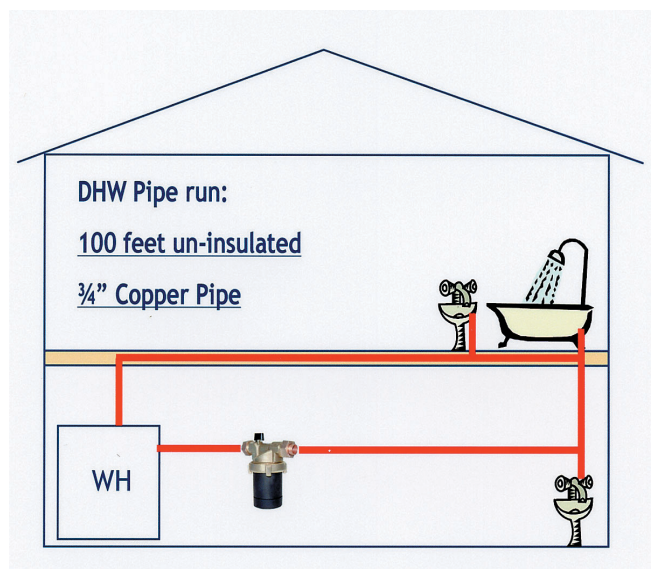 DHW Pipe run:
100 feet un-insulated
¾” Copper Pipe
WH